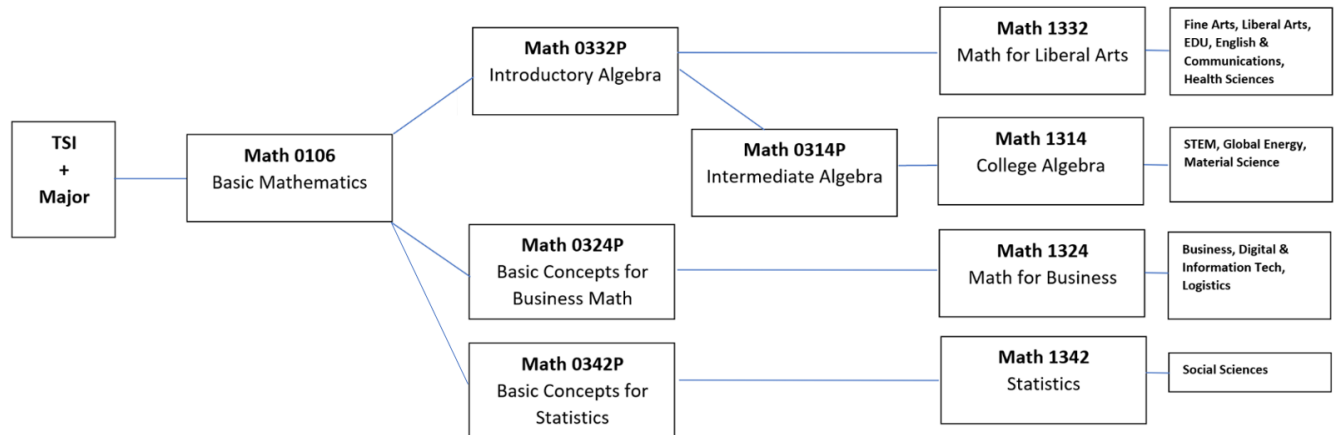 TSI
+
Major
Math 0106
Basic Mathematics
Math 0332P
Introductory Algebra
Math 0314P
Intermediate Algebra
Math 0324P
Basic Concepts for
Business Math
Math 0342P
Basic Concepts for
Statistics
Math 1332
Math for Liberal Arts
Math 1314
College Algebra
Math 1324
Math for Business
Math 1342
Statistics
Fine Arts, Liberal Arts,
EDU, English &
Communications,
Health Sciences
STEM, Global Energy,
Material Science
Business, Digital &
Information Tech,
Logistics
Social Sciences